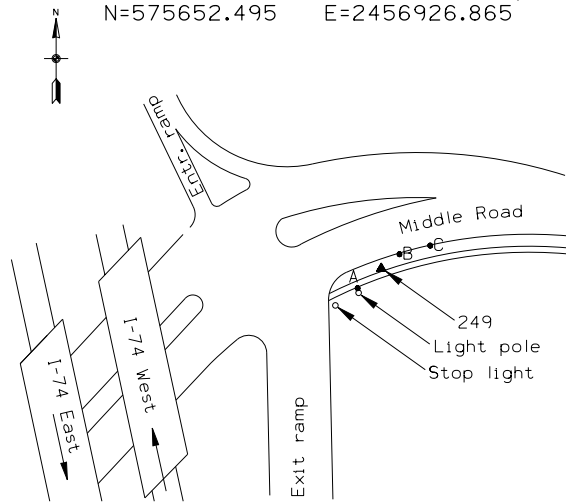 N
N=575652.495 E=2456926.865
Entr. ramp
Middle Road
A
B
C
249
Light pole
Stop light
I-74 West
I-74 East
Exit ramp